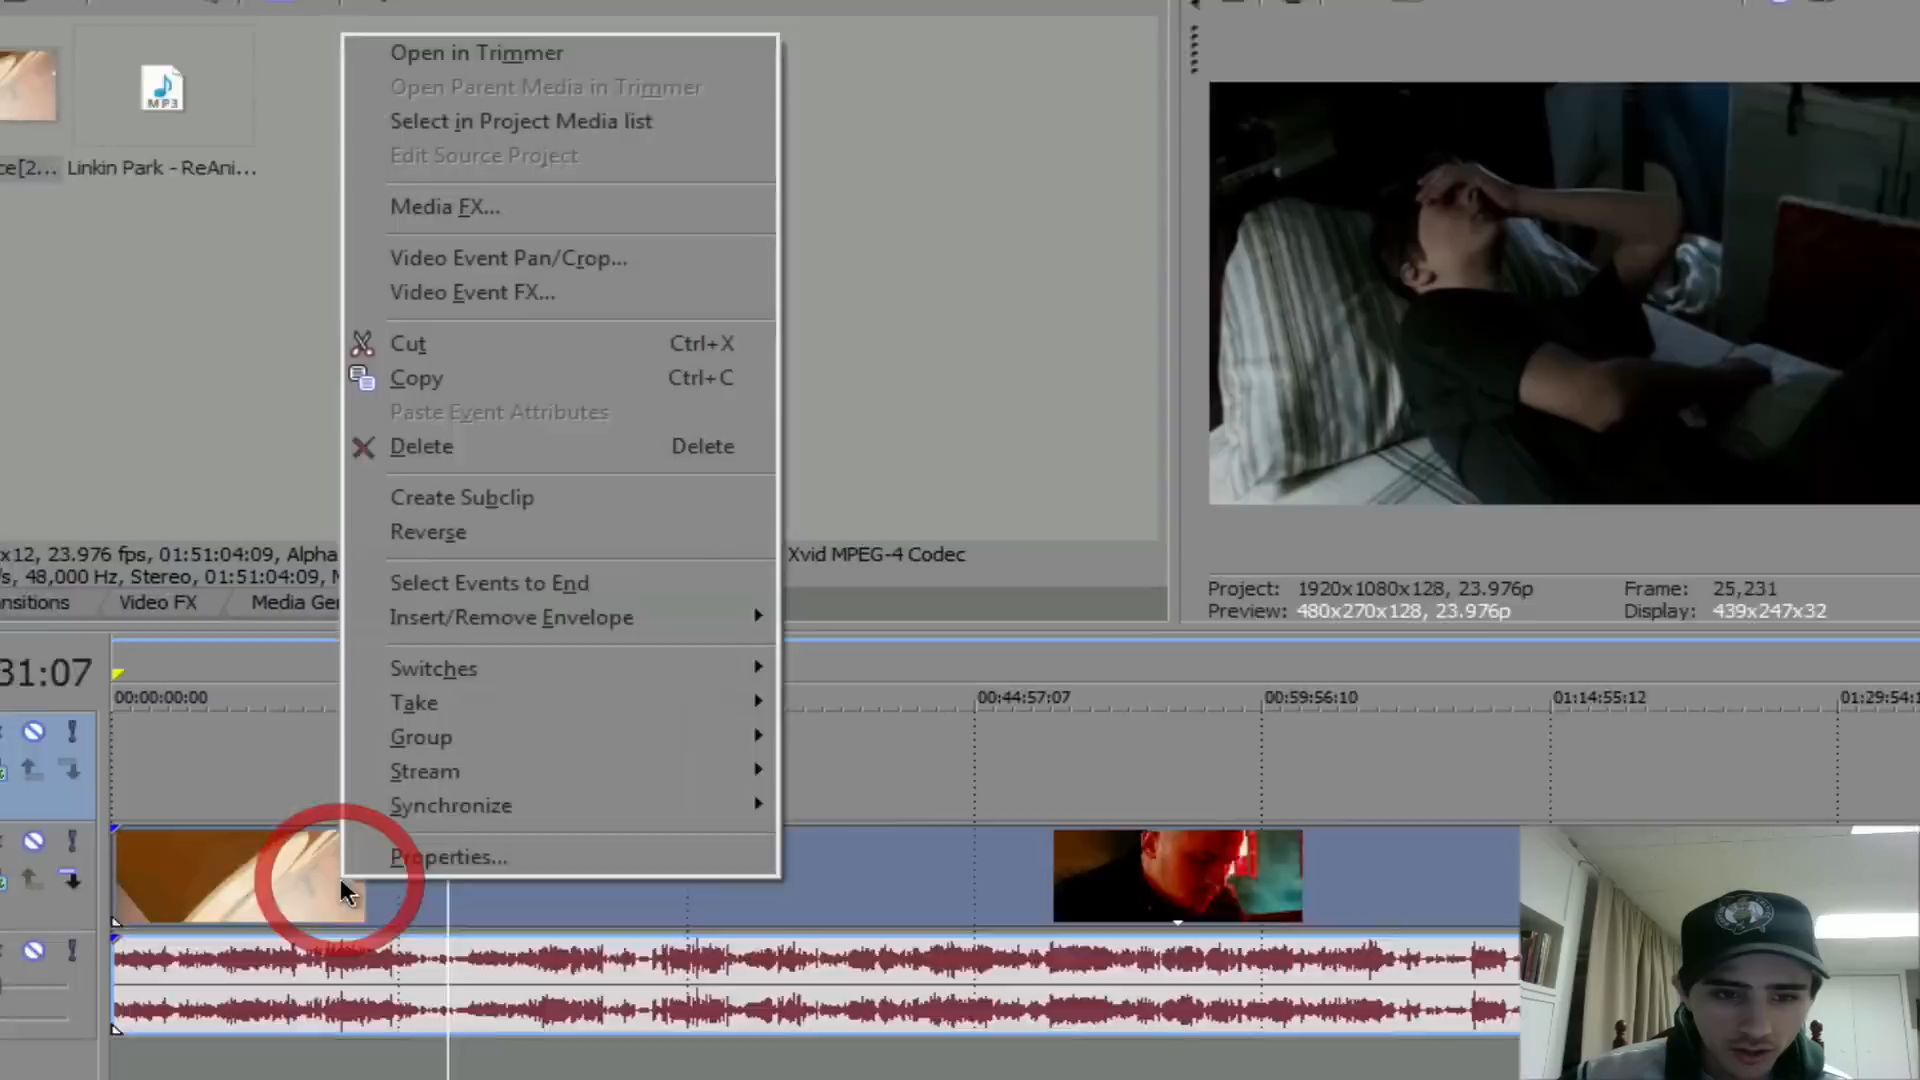 Open in Trimmer
Open Parent Media in Trimmer
Select in Project Media list
Edit Source Project
Media FX...
Video Event Pan/Crop...
Video Event FX...
Cut Ctrl+X
Copy Ctrl+C
Paste Event Attributes
Delete Delete
Create Subclip
Reverse
Select Events to End
Insert/Remove Envelope
Switches
Take
Group
Stream
Synchronize
Properties...
MP3
ce[2... Linkin Park - ReAni...
x12, 23.976 fps, 01:51:04:09, Alpha
Xvid MPEG-4 Codec
/s, 48,000 Hz, Stereo, 01:51:04:09,
nsitions Video FX Media Ger
Project: 1920x1080x128, 23.976p Frame: 25,231
Preview: 480x270x128, 23.976p Display: 439x247x32
31:07
00:00:00:00 00:44:57:07 00:59:56:10 01:14:55:12 01:29:54:1